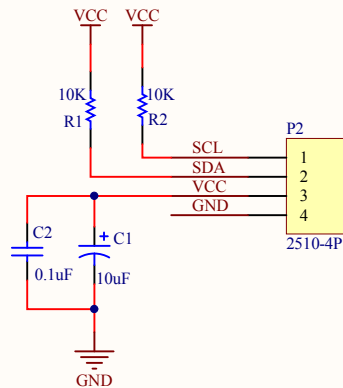 VCC VCC
10K 10K
R1 R2
P2
SCL 1
SDA 2
VCC 3
GND 4
2510-4P
C2 C1
0.1uF 10uF
GND